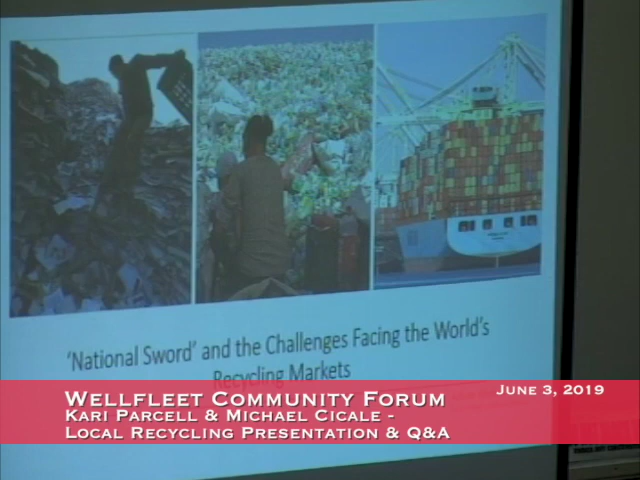 'National Sword' and the Challenges Facing the World's
Recycling Markets
WELLFLEET COMMUNITY FORUM
JUNE 3, 2019
KARI PARCELL & MICHAEL CICALE -
LOCAL RECYCLING PRESENTATION & Q&A